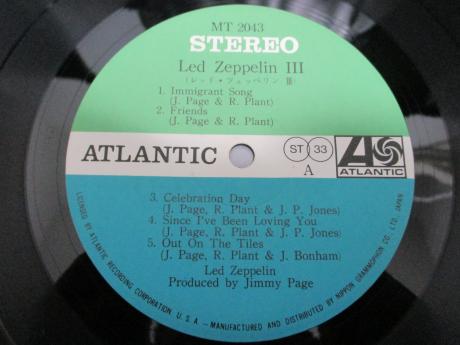 MT 2043
STEREO
Led Zeppelin III
(レッド・ツェッペリン Ⅲ)
1. Immigrant Song
(J. Page & R. Plant)
2. Friends
(J. Page & R. Plant)
ATLANTIC
ST 33
A
ATLANTIC
3. Celebration Day
(J. Page, R. Plant & J. P. Jones)
4. Since I've Been Loving You
(J. Page, R. Plant & J. P. Jones)
5. Out On The Tiles
(J. Page, R. Plant & J. Bonham)
Led Zeppelin
Produced by Jimmy Page
LICENSED BY ATLANTIC RECORDING CORPORATION, U.S.A.–MANUFACTURED AND DISTRIBUTED BY NIPPON GRAMMOPHON CO. LTD. JAPAN